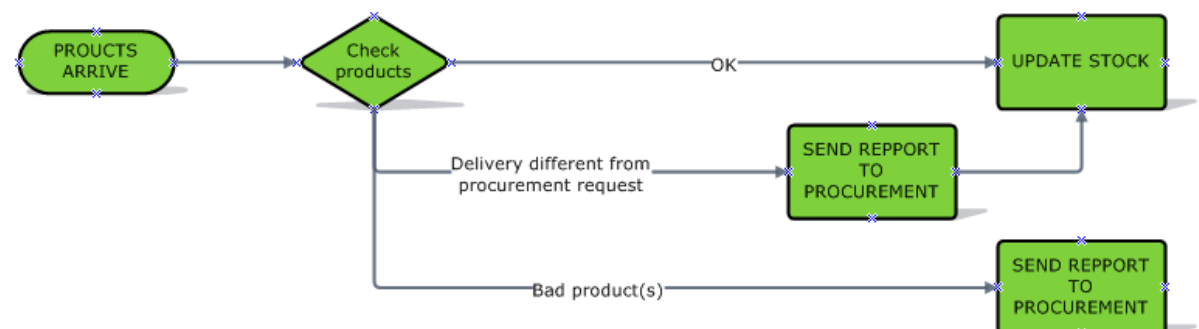 PROUCTS
ARRIVE
Check
products
OK
UPDATE STOCK
Delivery different from
procurement request
SEND REPPORT
TO
PROCUREMENT
Bad product(s)
SEND REPPORT
TO
PROCUREMENT